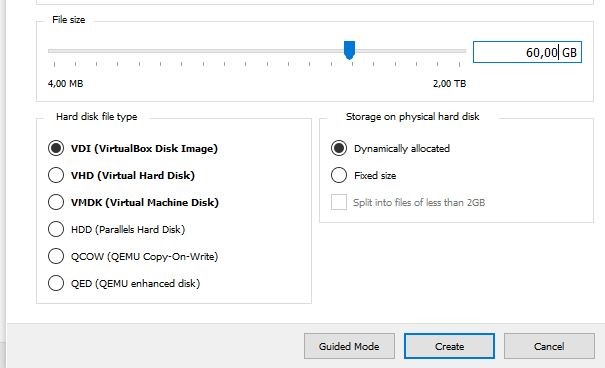 File size
60,00 GB
4,00 MB
2,00 TB
Hard disk file type
VDI (VirtualBox Disk Image)
VHD (Virtual Hard Disk)
VMDK (Virtual Machine Disk)
HDD (Parallels Hard Disk)
QCOW (QEMU Copy-On-Write)
QED (QEMU enhanced disk)
Storage on physical hard disk
Dynamically allocated
Fixed size
Split into files of less than 2GB
Guided Mode
Create
Cancel